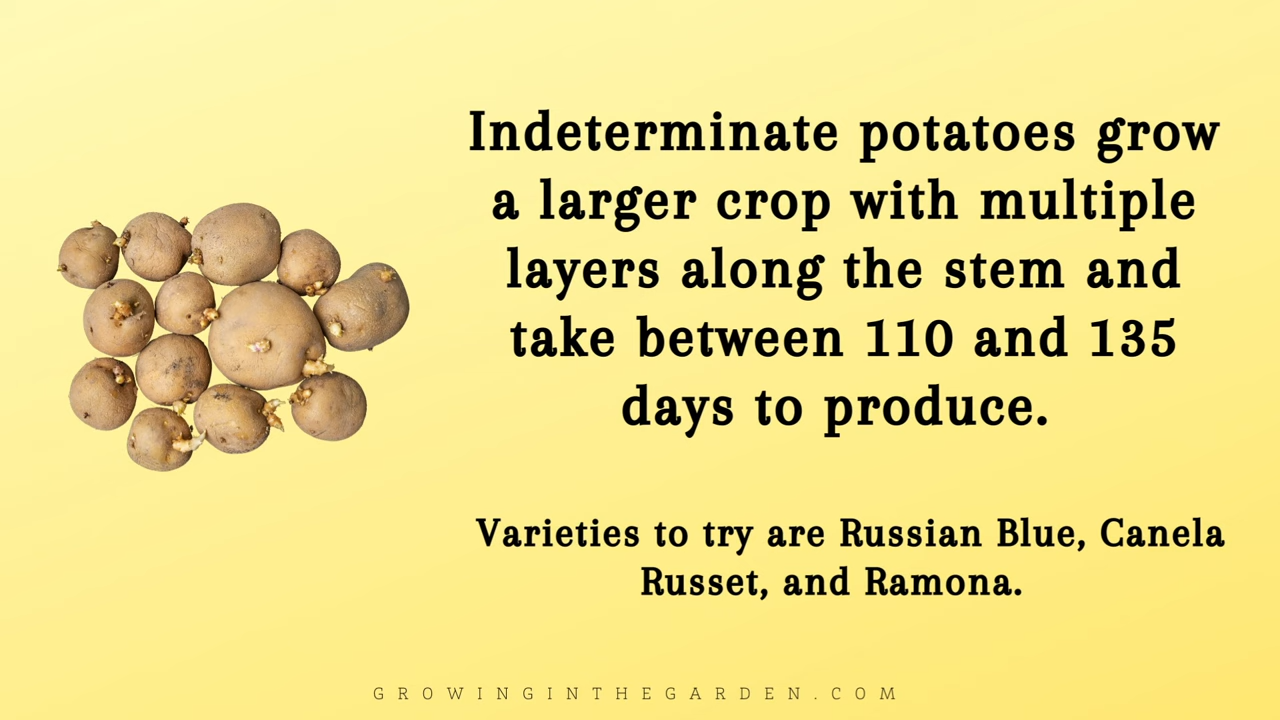 Indeterminate potatoes grow
a larger crop with multiple
layers along the stem and
take between 110 and 135
days to produce.
Varieties to try are Russian Blue, Canela
Russet, and Ramona.
GROWINGINTHEGARDEN.COM